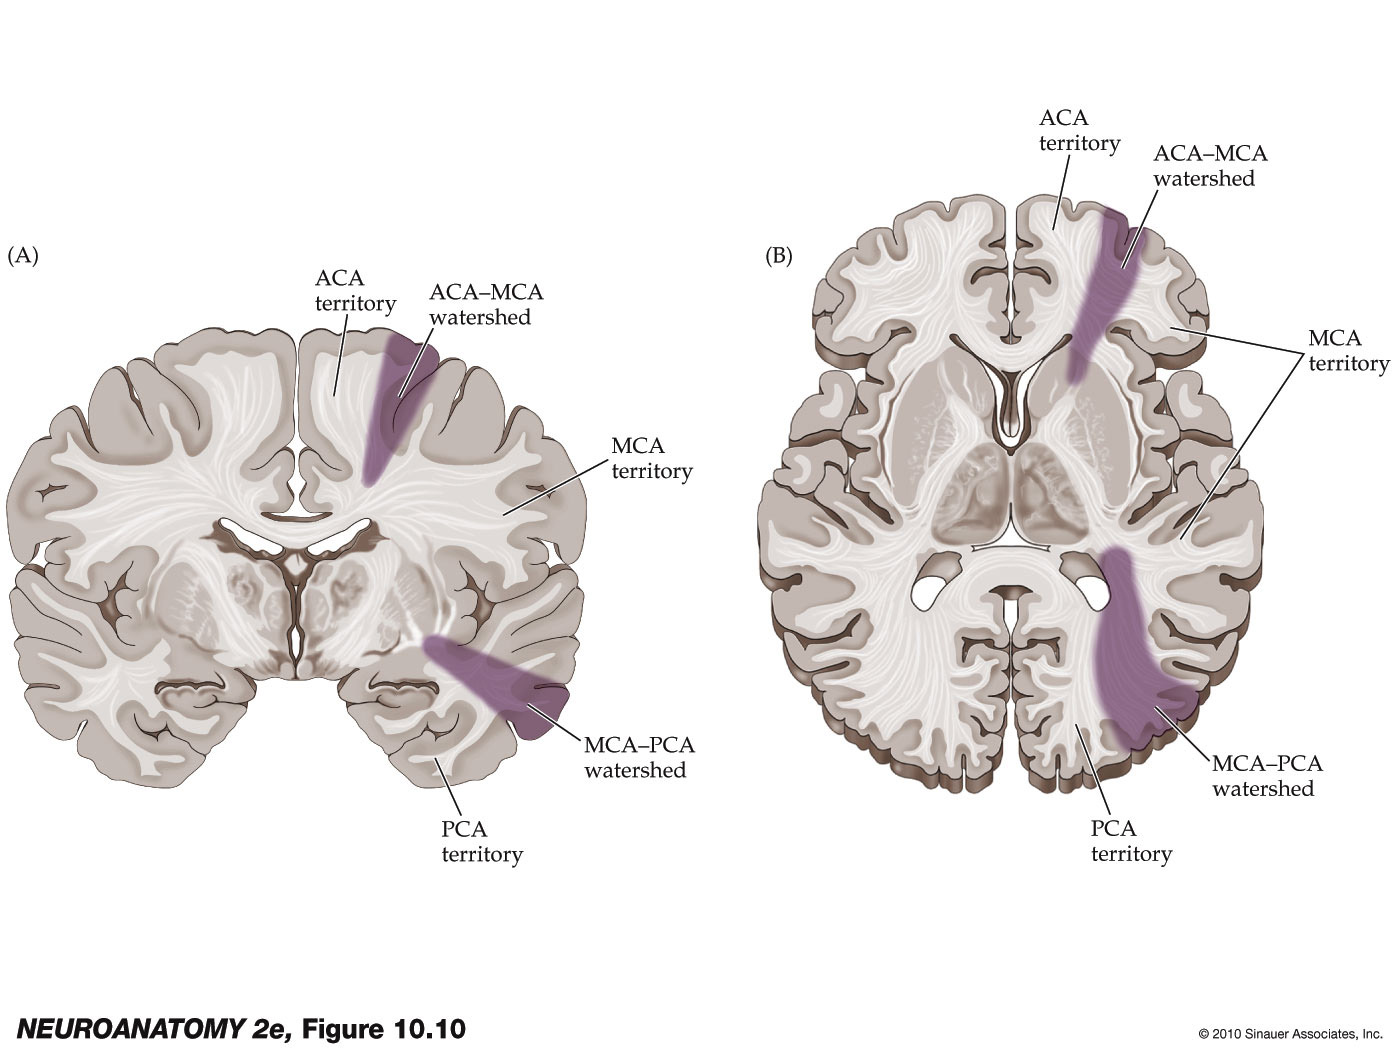 (A)
ACA
territory
ACA–MCA
watershed
MCA
territory
MCA–PCA
watershed
PCA
territory
(B)
ACA
territory
ACA–MCA
watershed
MCA
territory
MCA–PCA
watershed
PCA
territory
NEUROANATOMY 2e, Figure 10.10
© 2010 Sinauer Associates, Inc.